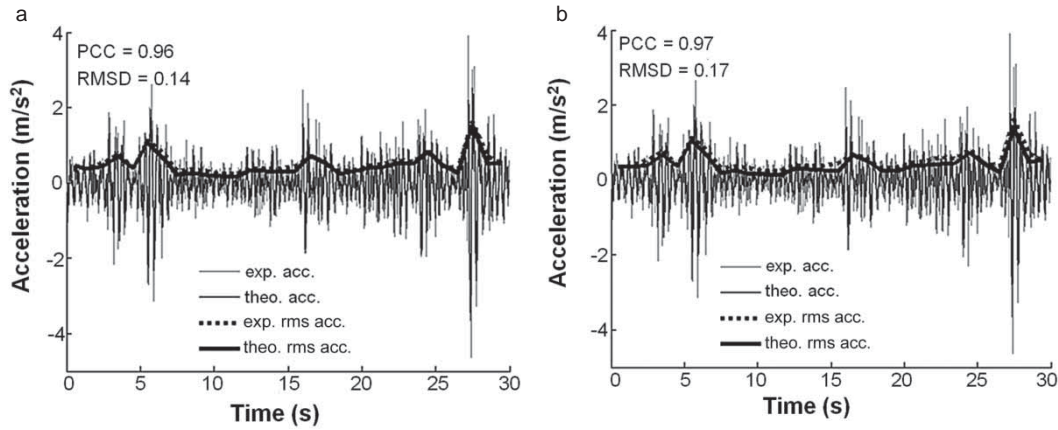 a
PCC = 0.96
RMSD = 0.14
Acceleration (m/s²)
4
2
0
-2
-4
exp. acc.
theo. acc.
exp. rms acc.
theo. rms acc.
0 5 10 15 20 25 30
Time (s)
b
PCC = 0.97
RMSD = 0.17
Acceleration (m/s²)
4
2
0
-2
-4
exp. acc.
theo. acc.
exp. rms acc.
theo. rms acc.
0 5 10 15 20 25 30
Time (s)